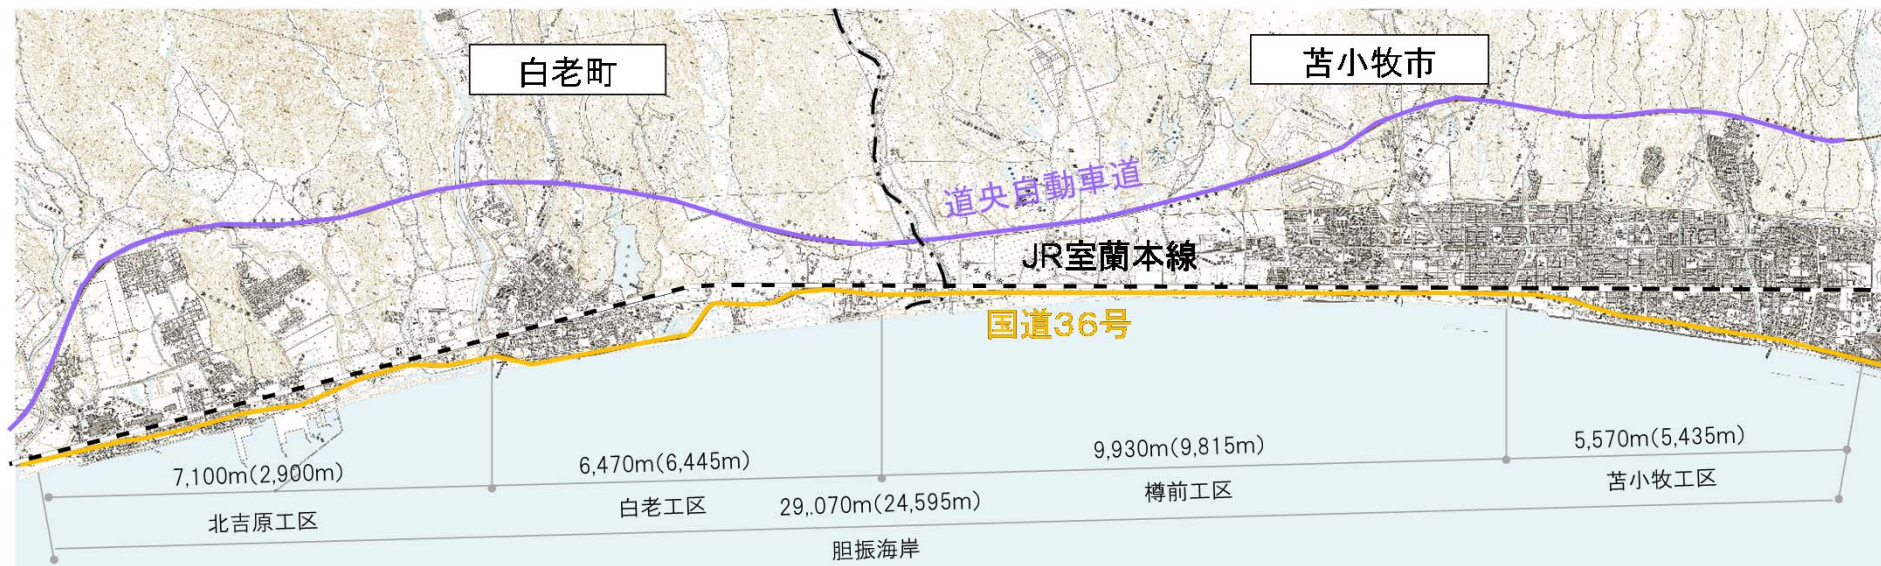 白老町
苫小牧市
道央自動車道
JR室蘭本線
国道36号
7,100m(2,900m)
6,470m(6,445m)
9,930m(9,815m)
5,570m(5,435m)
北吉原工区
白老工区
樽前工区
苫小牧工区
29,.070m(24,595m)
胆振海岸